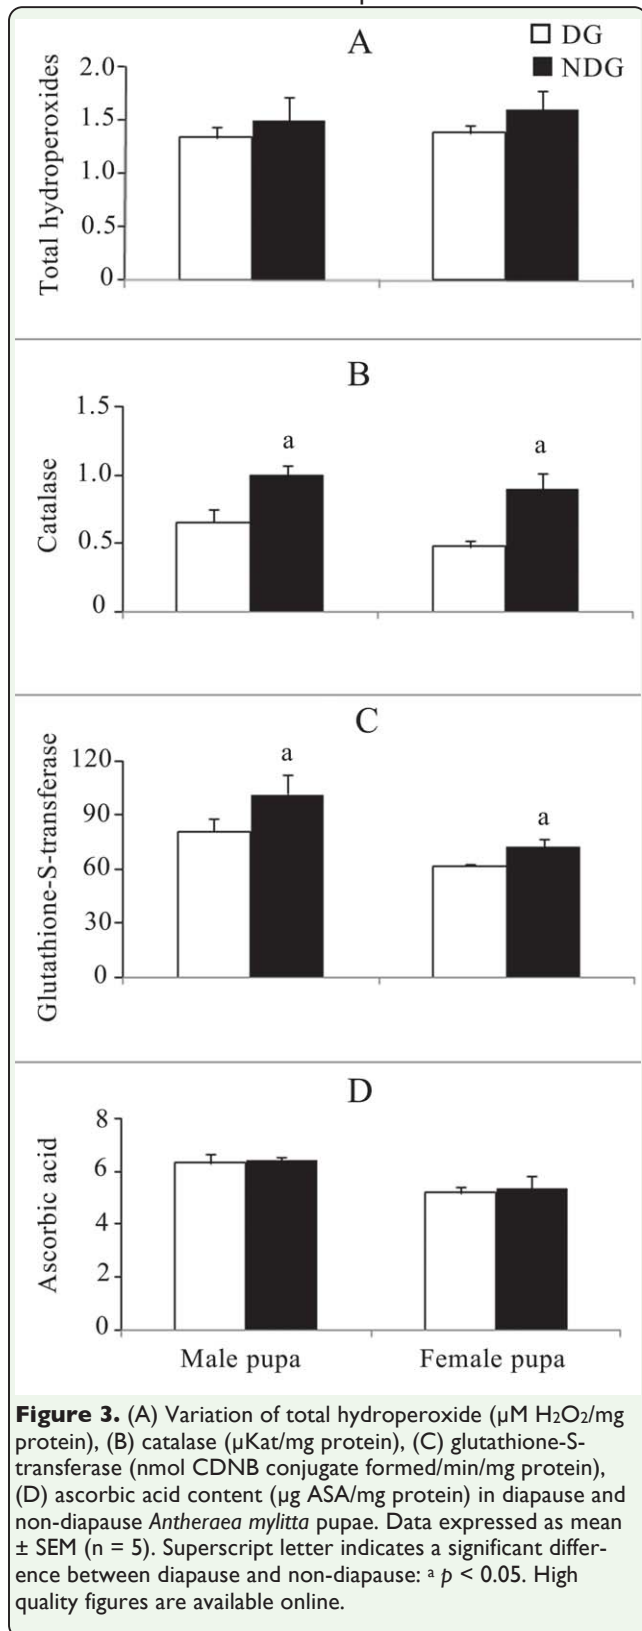 A
DG
NDG
Total hydroperoxides
2.0
1.5
1.0
0.5
0
B
Catalase
1.5
1.0
0.5
0
a
a
C
Glutathione-S-transferase
120
90
60
30
0
a
a
D
Ascorbic acid
8
6
4
2
0
Male pupa Female pupa
Figure 3. (A) Variation of total hydroperoxide (µM H₂O₂/mg
protein), (B) catalase (µKat/mg protein), (C) glutathione-S-
transferase (nmol CDNB conjugate formed/min/mg protein),
(D) ascorbic acid content (µg ASA/mg protein) in diapause and
non-diapause Antheraea mylitta pupae. Data expressed as mean
± SEM (n = 5). Superscript letter indicates a significant differ-
ence between diapause and non-diapause: ᵃ p < 0.05. High
quality figures are available online.